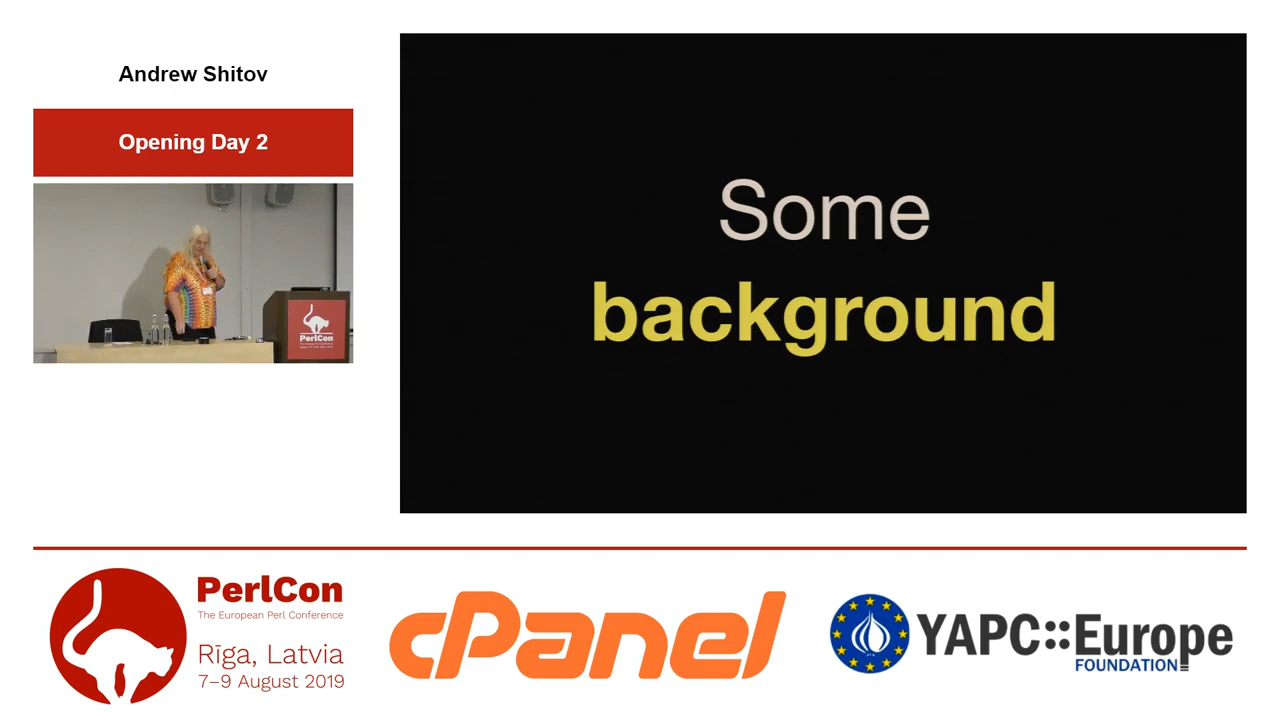 Andrew Shitov
Opening Day 2
PerlCon
Some
background
PerlCon
The European Perl Conference
Rīga, Latvia
7–9 August 2019
cPanel
YAPC::Europe
FOUNDATION